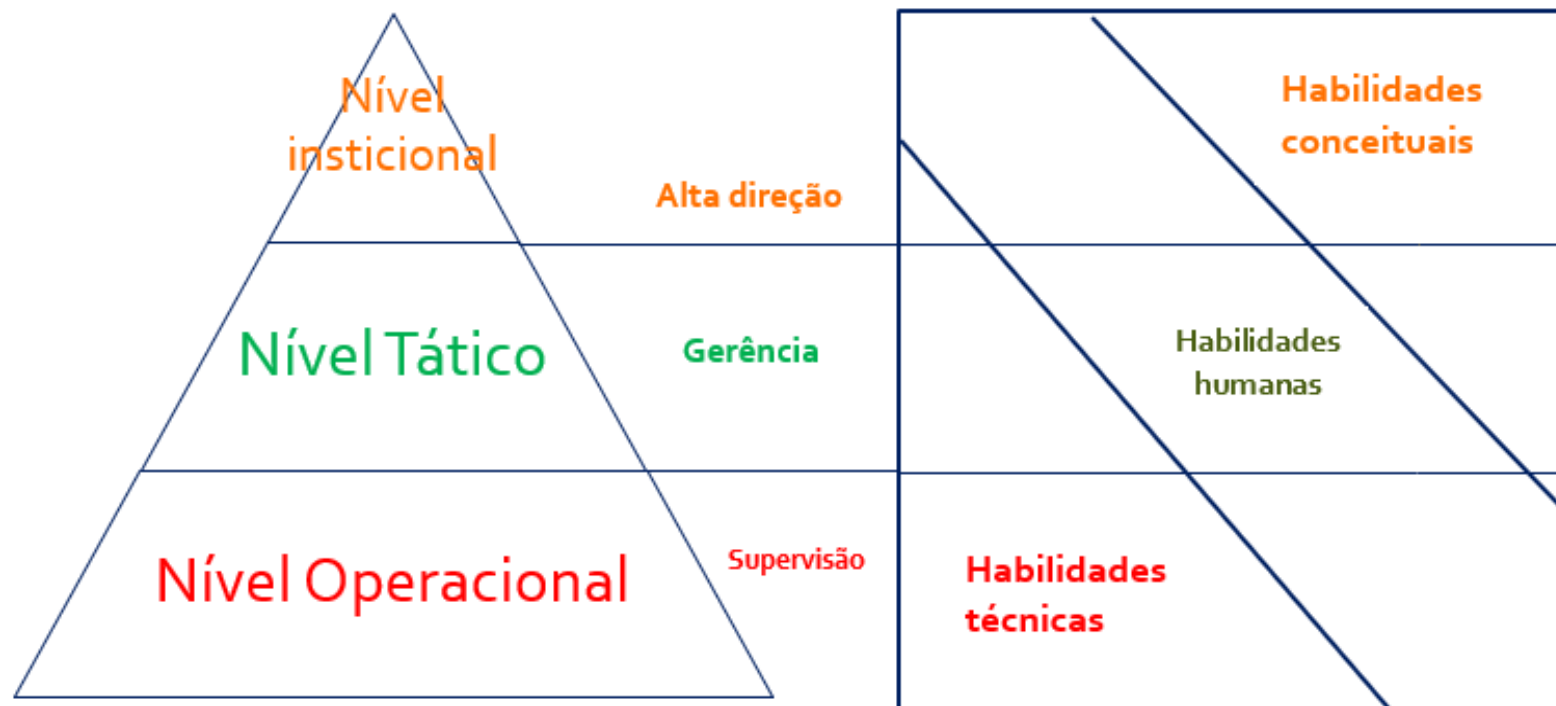 Nível
insticional
Alta direção
Habilidades
conceituais
Nível Tático
Gerência
Habilidades
humanas
Nível Operacional
Supervisão
Habilidades
técnicas